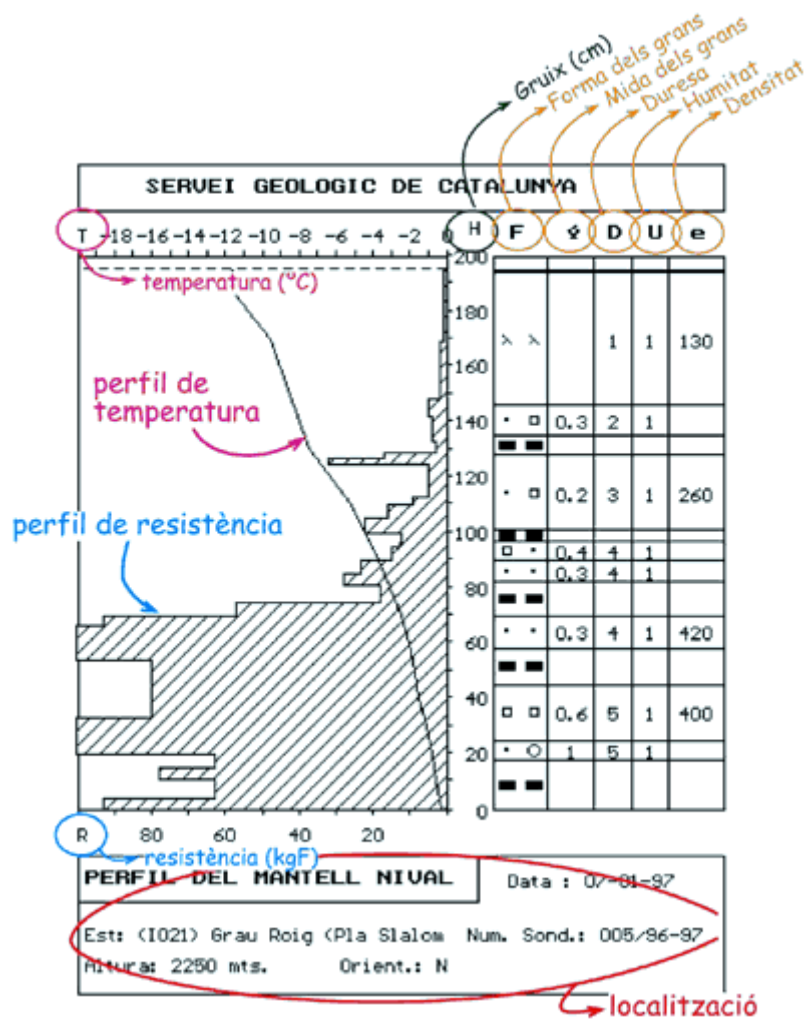 Gruix (cm)
Forma dels grans
Mida dels grans
Duresa
Humitat
Densitat
SERVEI GEOLOGIC DE CATALUNYA
T -18 -16 -14 -12 -10 -8 -6 -4 -2 0 H F D U e
temperatura (ºC)
200
180
1 1 130
160
perfil de
temperatura
140 0.3 2 1
120
0.2 3 1 260
perfil de resistència
100
0.4 4 1
0.3 4 1
80
60 0.3 4 1 420
40 0.6 5 1 400
20 1 5 1
0
R 80 60 40 20
resistència (kgF)
PERFIL DEL MANTELL NIVAL Data : 07-01-97
Est: (I021) Grau Roig (Pla Slalom Num. Sond.: 005/96-97
Altura: 2250 mts. Orient.: N
localització